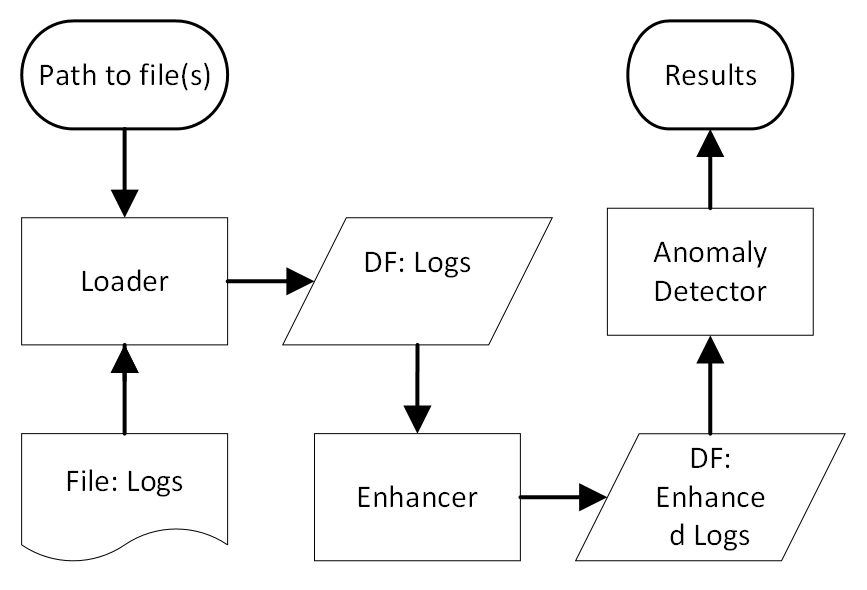 Path to file(s)
Results
Loader
DF: Logs
Anomaly
Detector
File: Logs
Enhancer
DF:
Enhance
d Logs